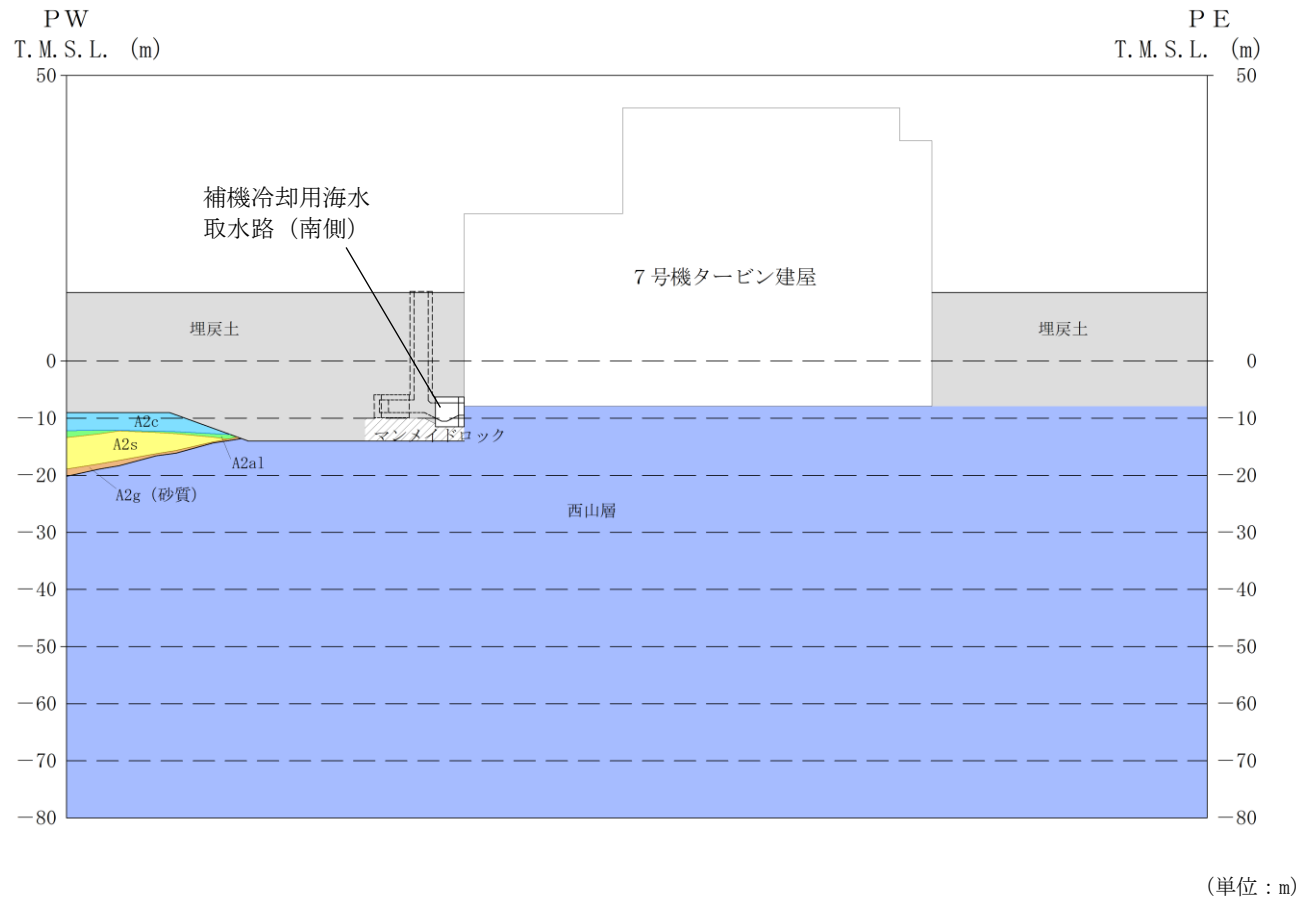 ＰＷ
T.M.S.L. (m)
ＰＥ
T.M.S.L. (m)
50
50
補機冷却用海水
取水路（南側）
７号機タービン建屋
埋戻土
埋戻土
0
0
－10
－10
A2c
マンメイドロック
A2s
A2al
－20
－20
A2g（砂質）
西山層
－30
－30
－40
－40
－50
－50
－60
－60
－70
－70
－80
－80
(単位：m)